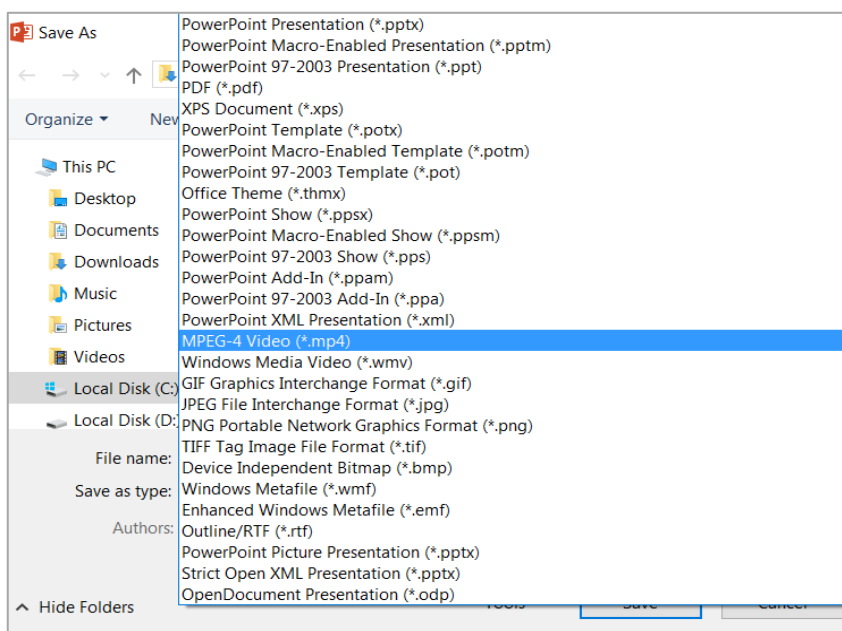 Save As
Organize
New
This PC
Desktop
Documents
Downloads
Music
Pictures
Videos
Local Disk (C:)
Local Disk (D:)
File name:
Save as type:
Authors:
Hide Folders
PowerPoint Presentation (*.pptx)
PowerPoint Macro-Enabled Presentation (*.pptm)
PowerPoint 97-2003 Presentation (*.ppt)
PDF (*.pdf)
XPS Document (*.xps)
PowerPoint Template (*.potx)
PowerPoint Macro-Enabled Template (*.potm)
PowerPoint 97-2003 Template (*.pot)
Office Theme (*.thmx)
PowerPoint Show (*.ppsx)
PowerPoint Macro-Enabled Show (*.ppsm)
PowerPoint 97-2003 Show (*.pps)
PowerPoint Add-In (*.ppam)
PowerPoint 97-2003 Add-In (*.ppa)
PowerPoint XML Presentation (*.xml)
MPEG-4 Video (*.mp4)
Windows Media Video (*.wmv)
GIF Graphics Interchange Format (*.gif)
JPEG File Interchange Format (*.jpg)
PNG Portable Network Graphics Format (*.png)
TIFF Tag Image File Format (*.tif)
Device Independent Bitmap (*.bmp)
Windows Metafile (*.wmf)
Enhanced Windows Metafile (*.emf)
Outline/RTF (*.rtf)
PowerPoint Picture Presentation (*.pptx)
Strict Open XML Presentation (*.pptx)
OpenDocument Presentation (*.odp)